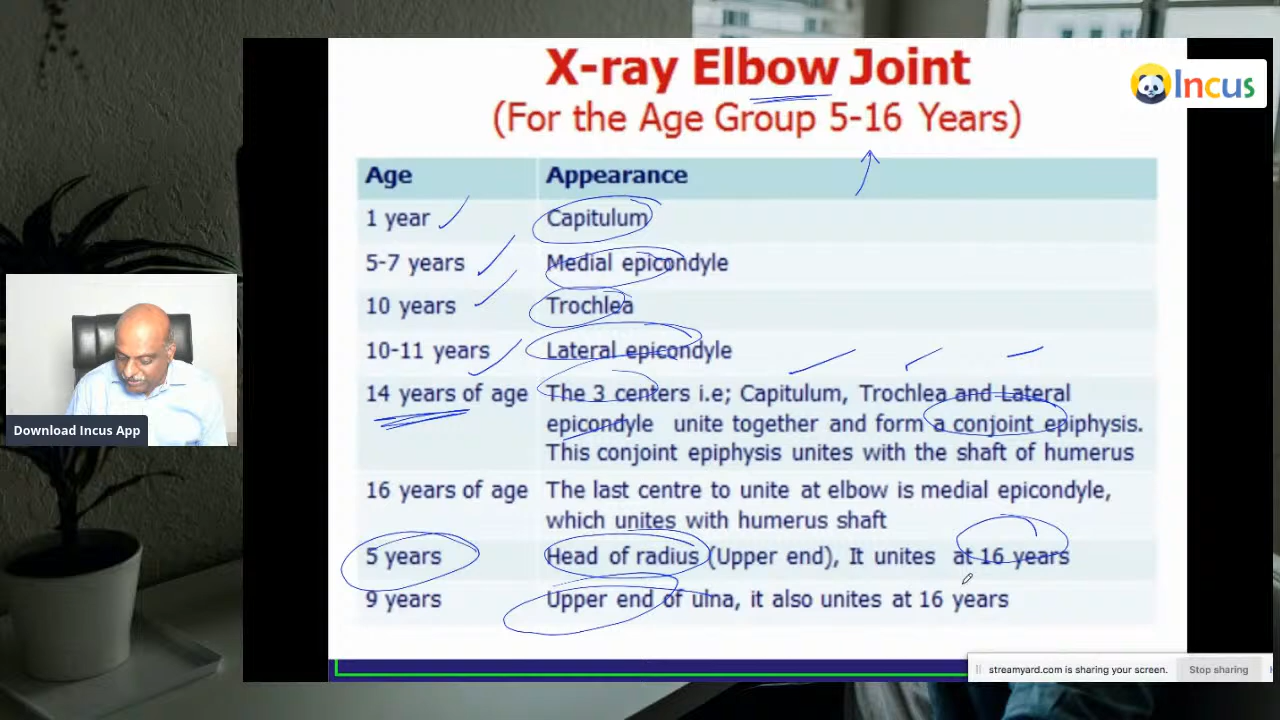 X-ray Elbow Joint
(For the Age Group 5-16 Years)
Incus
Age Appearance
1 year Capitulum
5-7 years Medial epicondyle
10 years Trochlea
10-11 years Lateral epicondyle
14 years of age The 3 centers i.e; Capitulum, Trochlea and Lateral
epicondyle unite together and form a conjoint epiphysis.
This conjoint epiphysis unites with the shaft of humerus
16 years of age The last centre to unite at elbow is medial epicondyle,
which unites with humerus shaft
5 years Head of radius (Upper end), It unites at 16 years
9 years Upper end of ulna, it also unites at 16 years
Download Incus App
streamyard.com is sharing your screen. Stop sharing